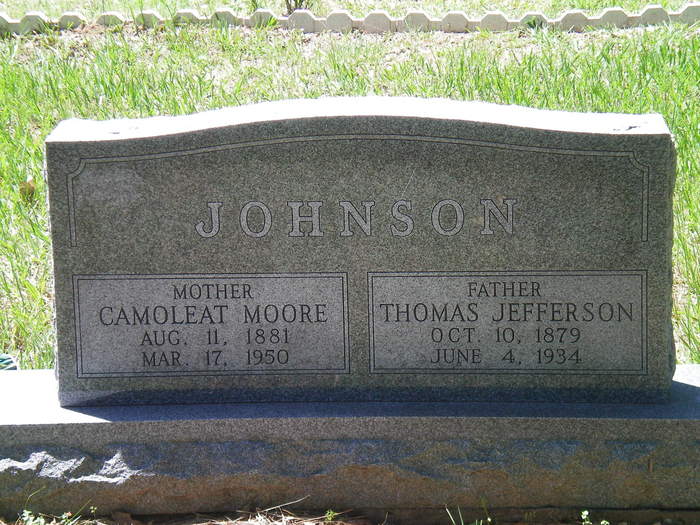 JOHNSON
MOTHER
CAMOLEAT MOORE
AUG. 11, 1881
MAR. 17, 1950
FATHER
THOMAS JEFFERSON
OCT. 10, 1879
JUNE 4, 1934